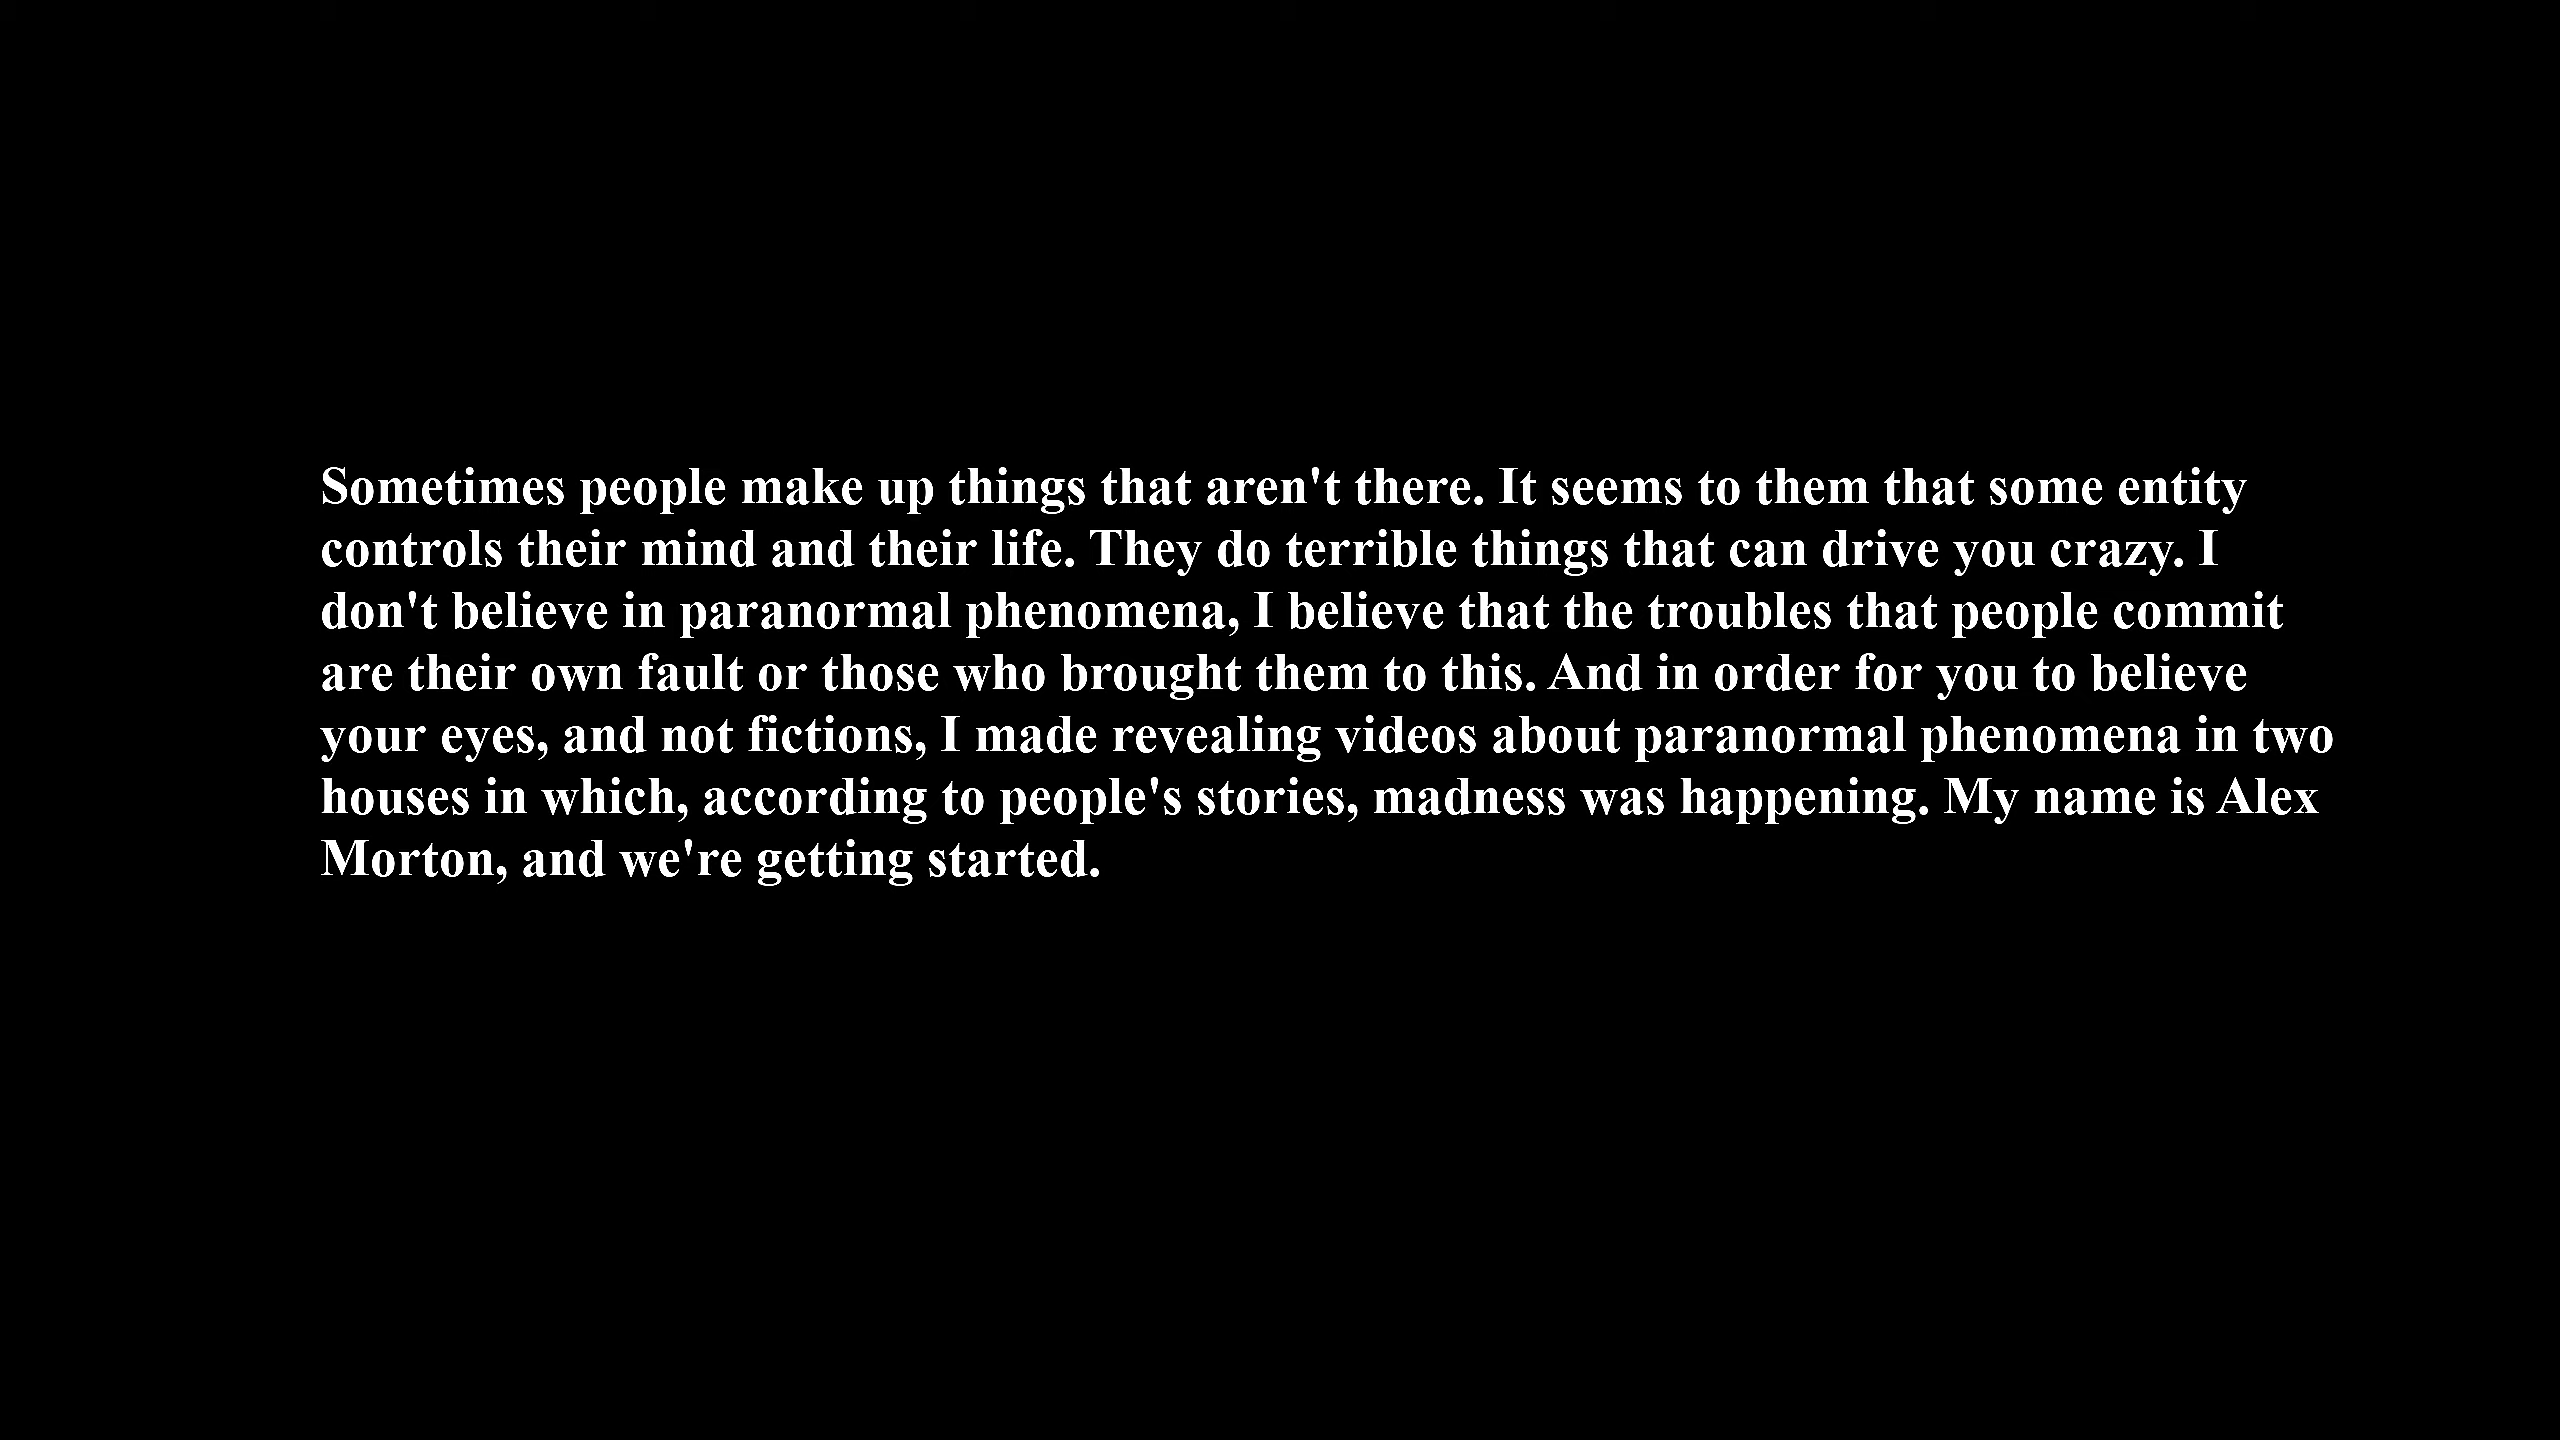 Sometimes people make up things that aren't there. It seems to them that some entity
controls their mind and their life. They do terrible things that can drive you crazy. I
don't believe in paranormal phenomena, I believe that the troubles that people commit
are their own fault or those who brought them to this. And in order for you to believe
your eyes, and not fictions, I made revealing videos about paranormal phenomena in two
houses in which, according to people's stories, madness was happening. My name is Alex
Morton, and we're getting started.